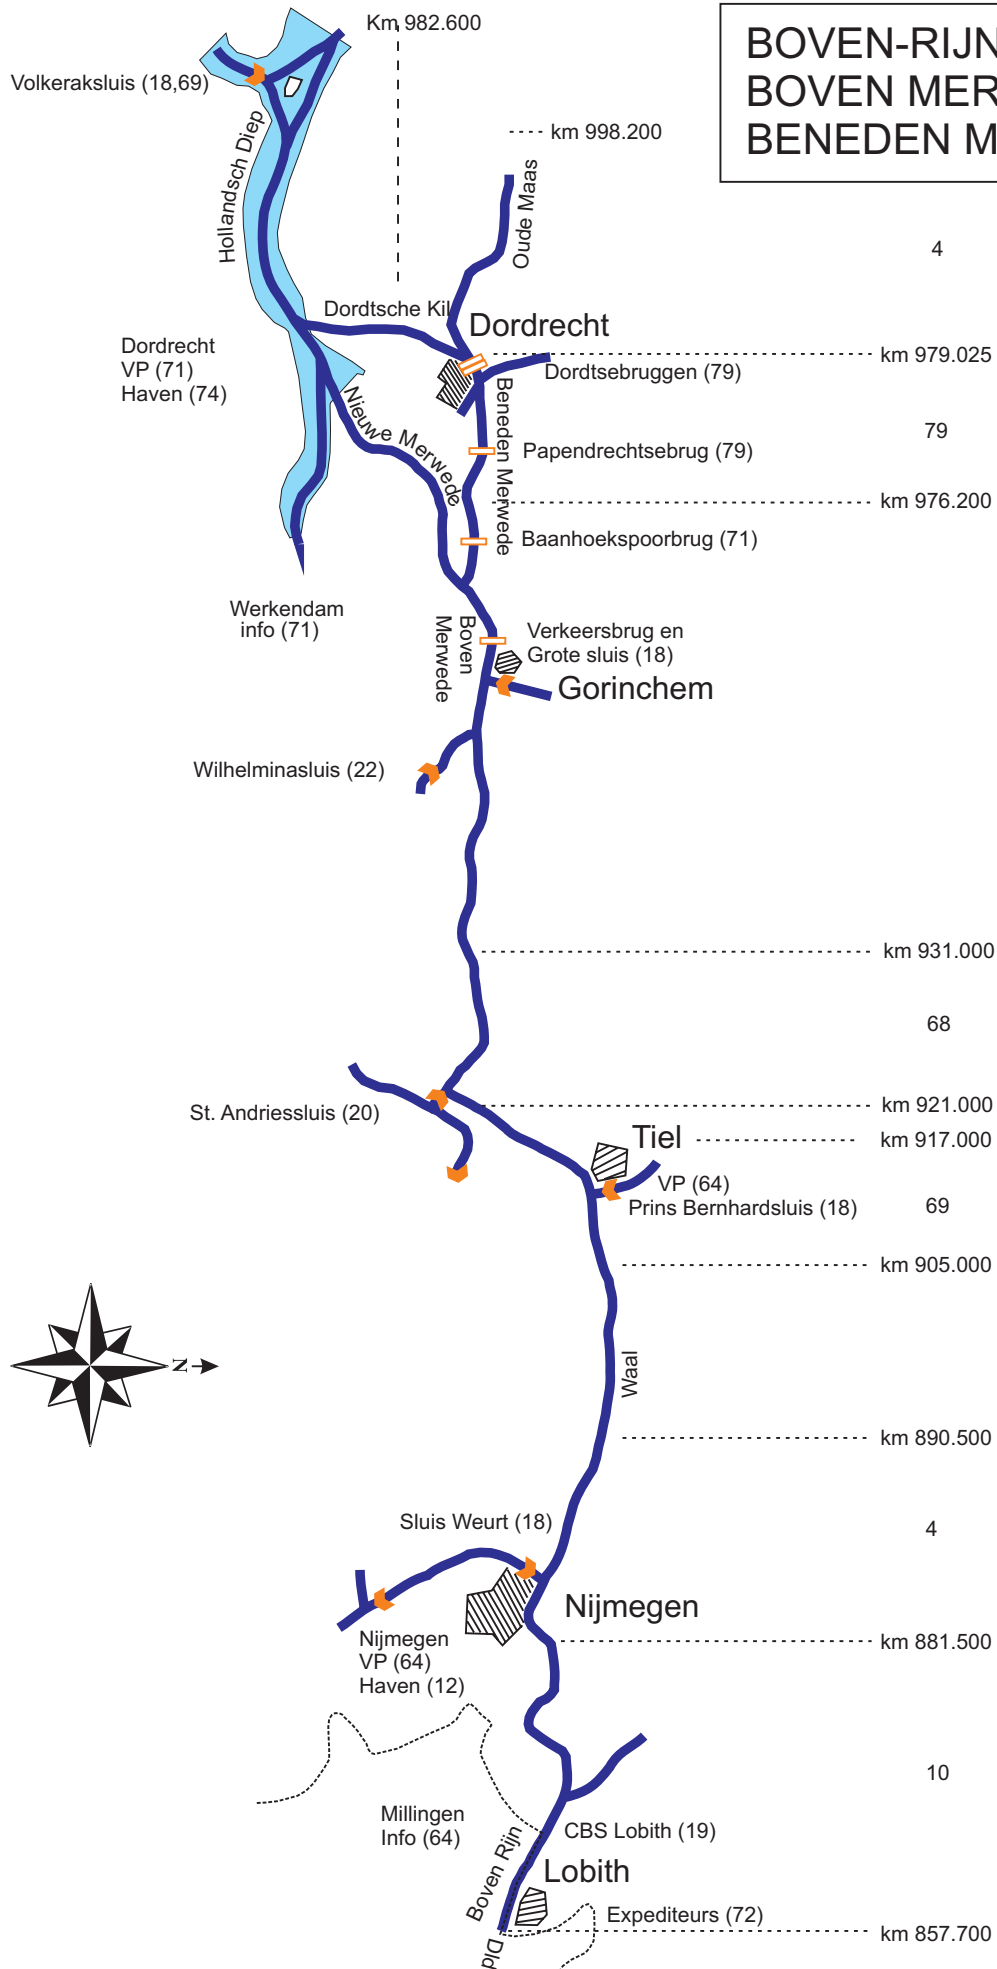 Km 982.600
BOVEN-RIJN
BOVEN MER
BENEDEN M
Volkeraksluis (18,69)
km 998.200
Hollandsch Diep
Oude Maas
4
Dordtsche Kil
Dordrecht
Dordrecht
VP (71)
Haven (74)
km 979.025
Dordtsebruggen (79)
Nieuwe Merwede
Beneden Merwede
79
Papendrechtsebrug (79)
km 976.200
Baanhoekspoorbrug (71)
Werkendam
info (71)
Boven
Merwede
Verkeersbrug en
Grote sluis (18)
Gorinchem
Wilhelminasluis (22)
km 931.000
68
St. Andriessluis (20)
km 921.000
Tiel
km 917.000
VP (64)
Prins Bernhardsluis (18)
69
km 905.000
N
Waal
km 890.500
Sluis Weurt (18)
4
Nijmegen
Nijmegen
VP (64)
Haven (12)
km 881.500
10
Millingen
Info (64)
CBS Lobith (19)
Boven Rijn
Lobith
Expediteurs (72)
km 857.700
Dld